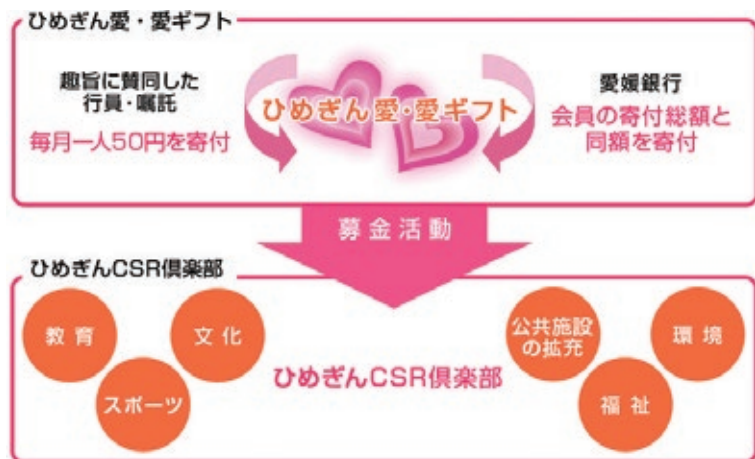 ひめぎん愛・愛ギフト
趣旨に賛同した
行員・嘱託
毎月一人50円を寄付
ひめぎん愛・愛ギフト
愛媛銀行
会員の寄付総額と
同額を寄付
募金活動
ひめぎんCSR倶楽部
教育
文化
スポーツ
ひめぎんCSR倶楽部
公共施設
の拡充
環境
福祉